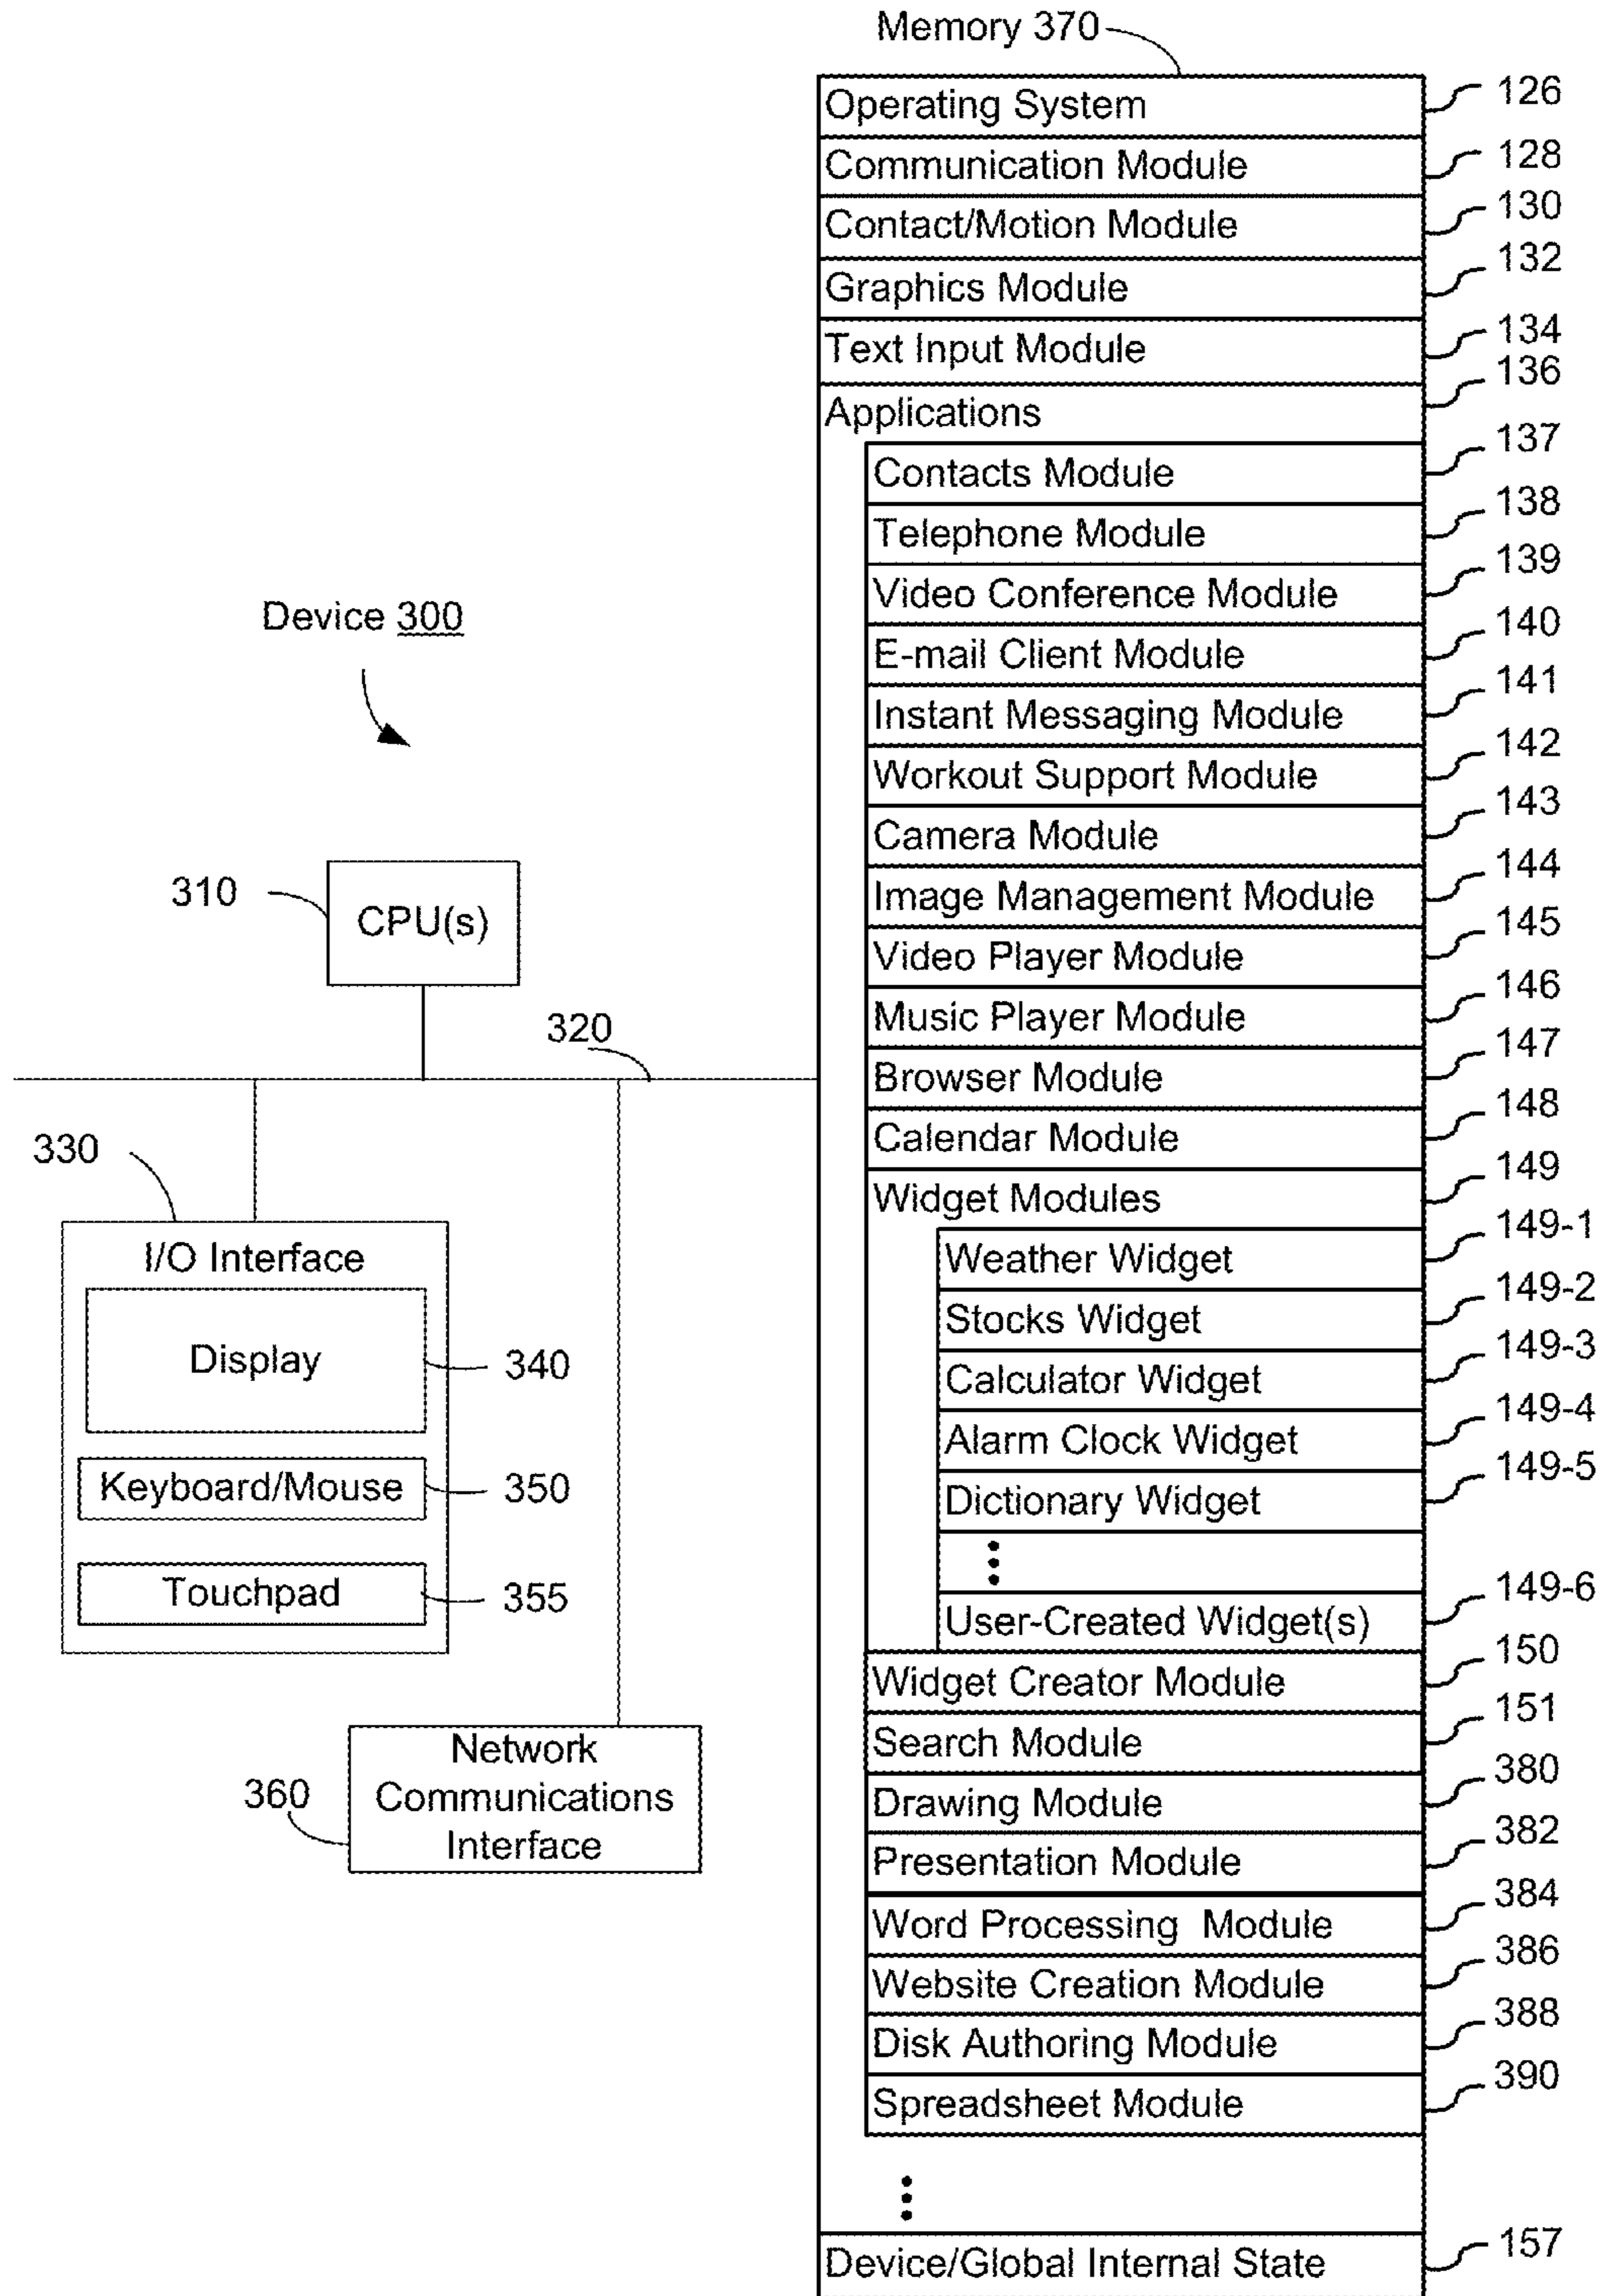 Memory 370
Operating System 126
Communication Module 128
Contact/Motion Module 130
Graphics Module 132
Text Input Module 134
Applications 136
Contacts Module 137
Telephone Module 138
Video Conference Module 139
E-mail Client Module 140
Instant Messaging Module 141
Workout Support Module 142
Camera Module 143
Image Management Module 144
Video Player Module 145
Music Player Module 146
Browser Module 147
Calendar Module 148
Widget Modules 149
Weather Widget 149-1
Stocks Widget 149-2
Calculator Widget 149-3
Alarm Clock Widget 149-4
Dictionary Widget 149-5
User-Created Widget(s) 149-6
Widget Creator Module 150
Search Module 151
Drawing Module 380
Presentation Module 382
Word Processing Module 384
Website Creation Module 386
Disk Authoring Module 388
Spreadsheet Module 390
Device/Global Internal State 157
Device 300
310
CPU(s)
320
330
I/O Interface
Display 340
Keyboard/Mouse 350
Touchpad 355
360
Network
Communications
Interface